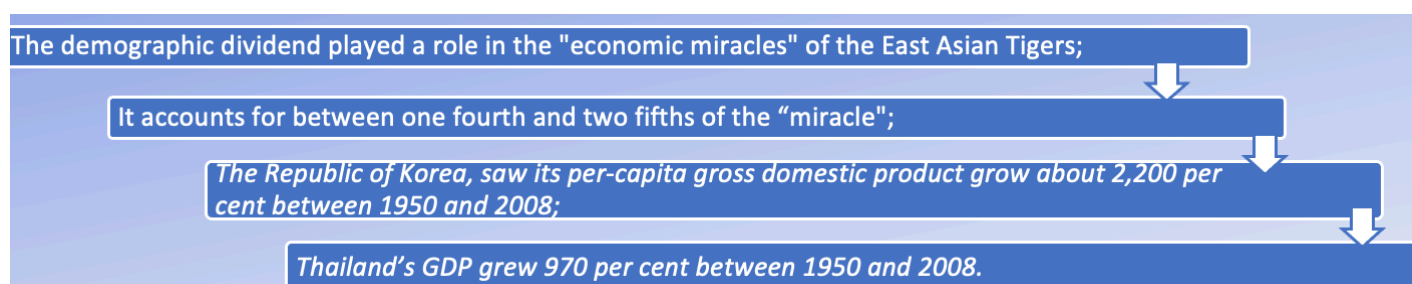 The demographic dividend played a role in the "economic miracles" of the East Asian Tigers;
It accounts for between one fourth and two fifths of the “miracle";
The Republic of Korea, saw its per-capita gross domestic product grow about 2,200 per
cent between 1950 and 2008;
Thailand’s GDP grew 970 per cent between 1950 and 2008.